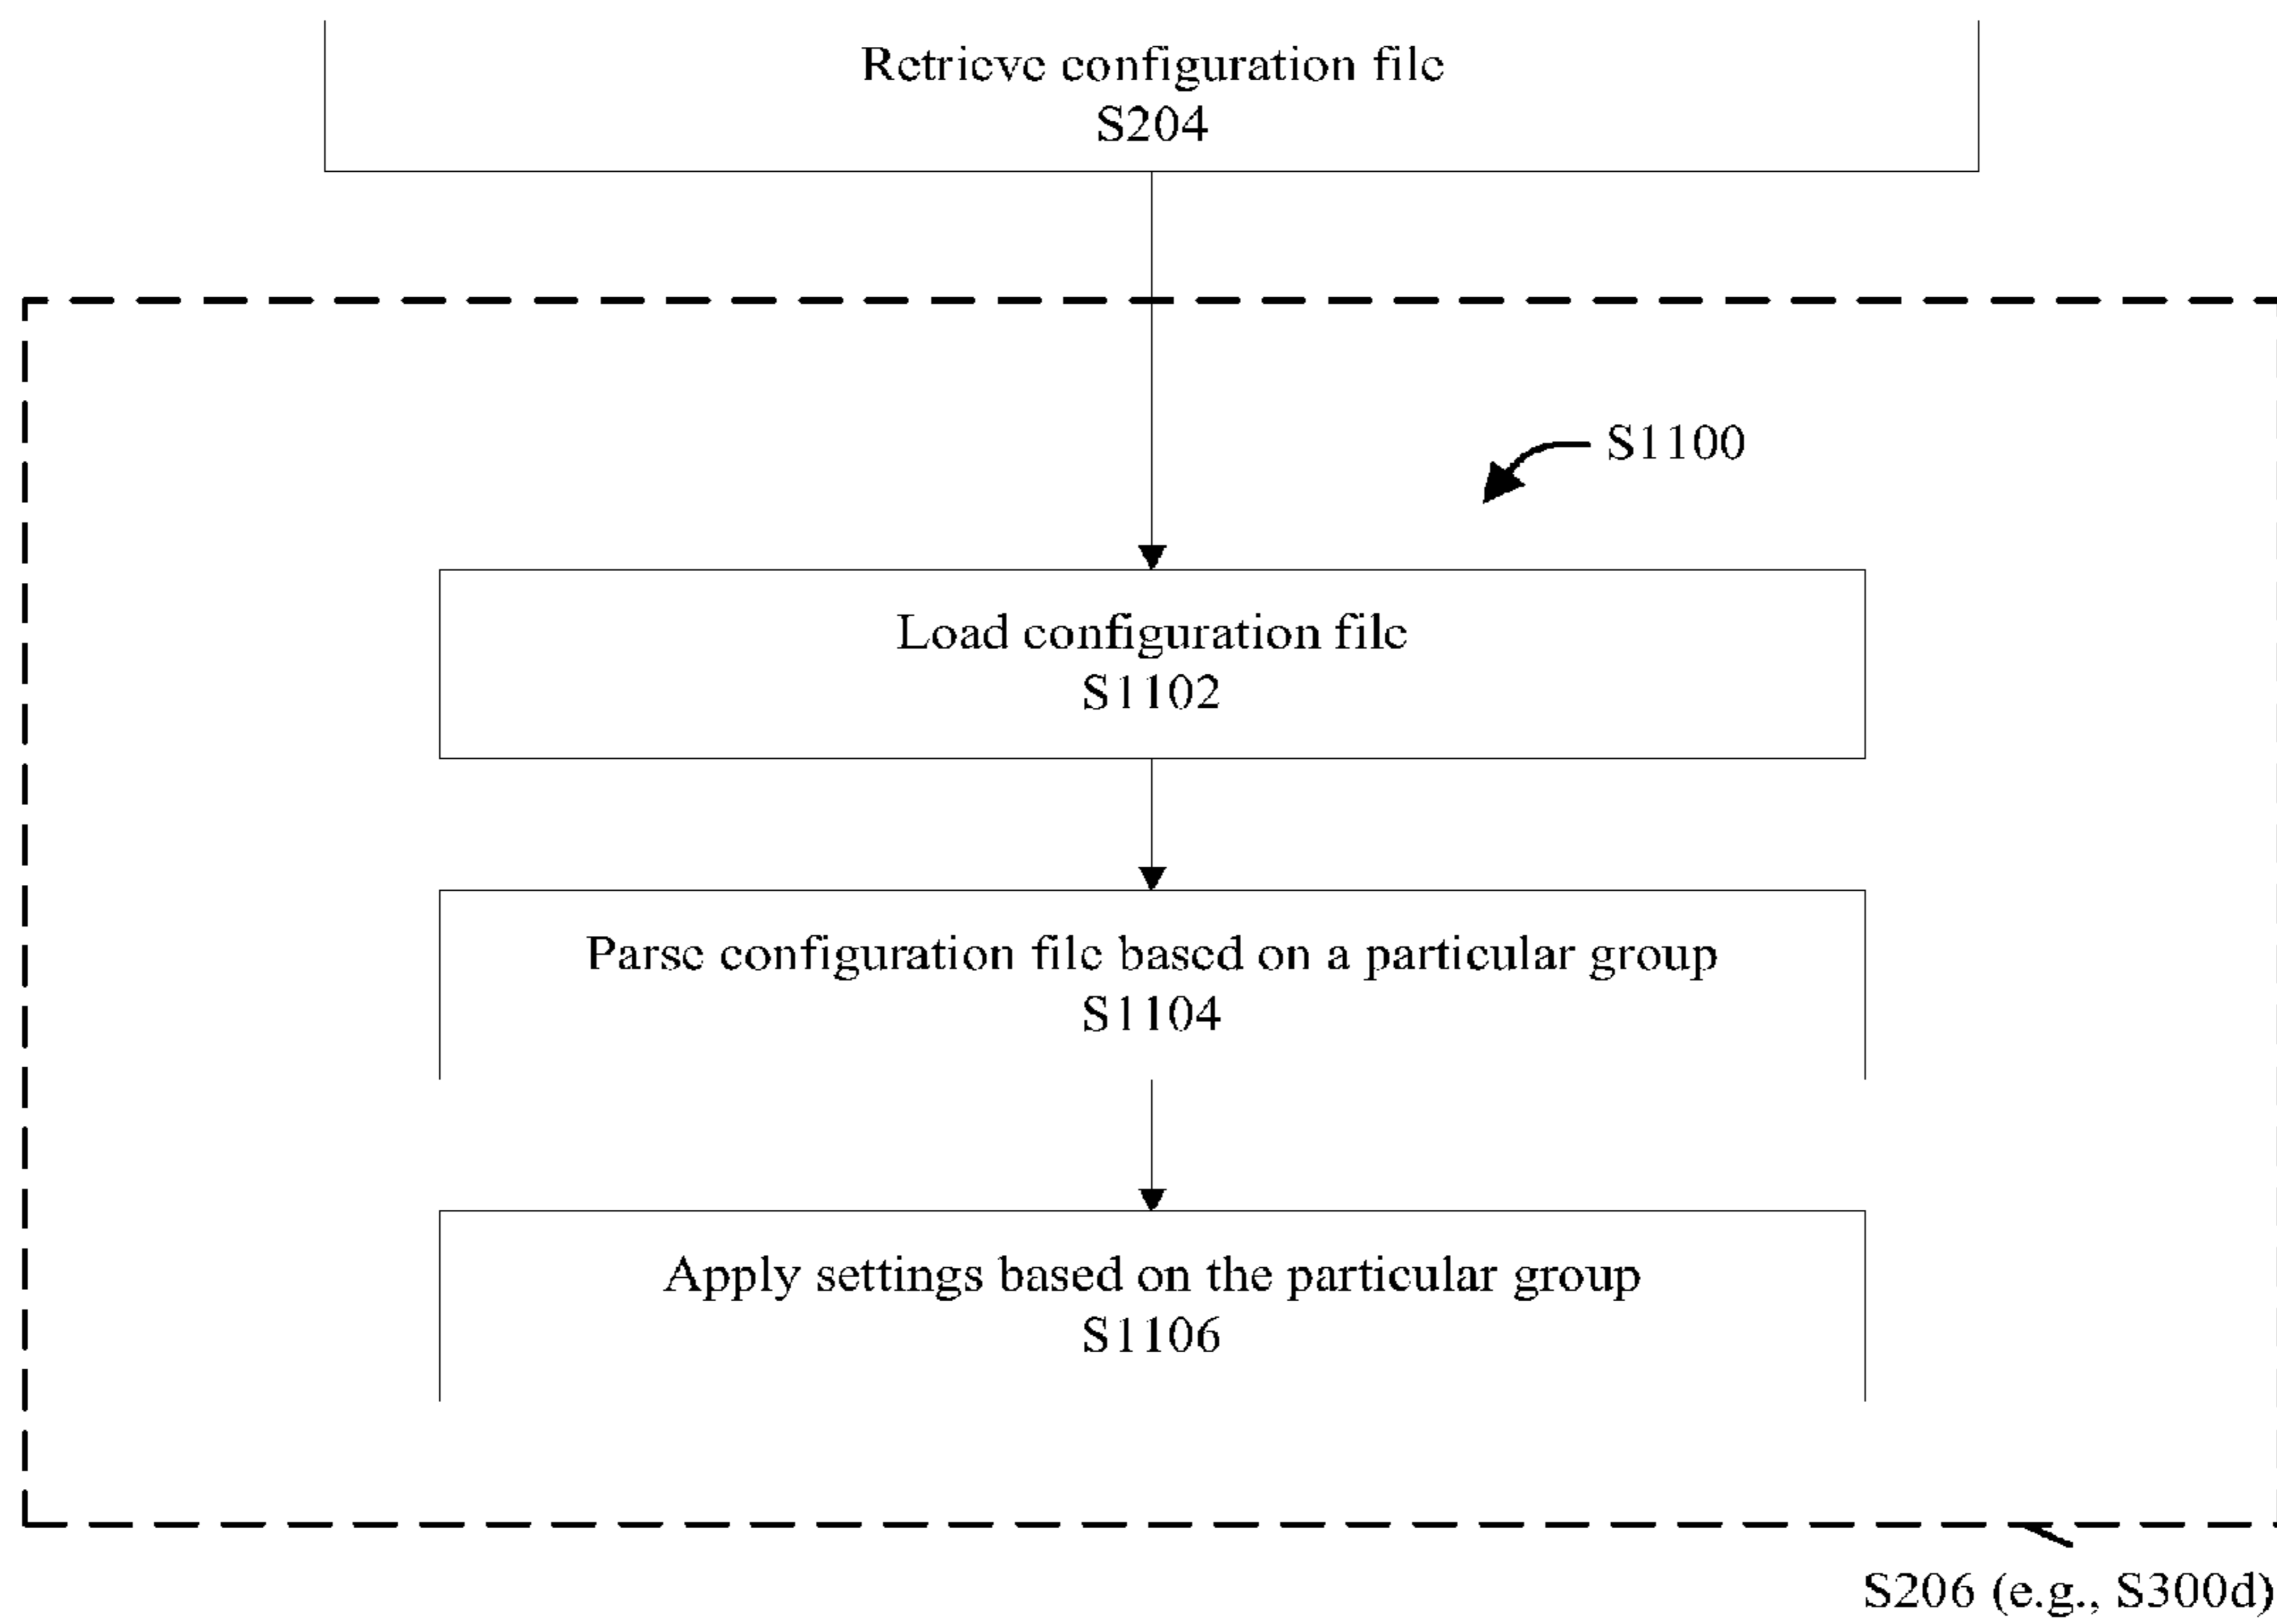 Retrieve configuration file
S204
S1100
Load configuration file
S1102
Parse configuration file based on a particular group
S1104
Apply settings based on the particular group
S1106
S206 (e.g., S300d)